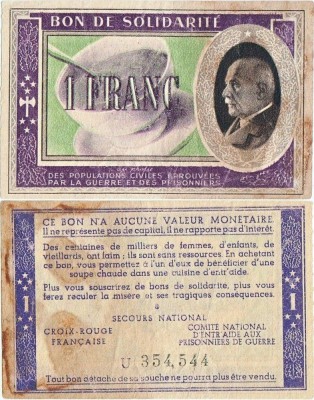 BON DE SOLIDARITÉ
1 FRANC
DES POPULATIONS CIVILES ÉPROUVÉES
PAR LA GUERRE ET DES PRISONNIERS
CE BON N'A AUCUNE VALEUR MONÉTAIRE
Il ne représente pas de capital, il ne rapporte pas d'intérêt.
Des centaines de milliers de femmes, d'enfants, de
vieillards, ont faim; ils sont sans ressources. En achetant
ce bon, vous permettez à l'un d'eux de bénéficier d'une
soupe chaude dans une cuisine d'entr'aide.
Plus vous souscrirez de bons de solidarité, plus vous
ferez reculer la misère et ses tragiques conséquences.
1 1
SECOURS NATIONAL
CROIX-ROUGE FRANÇAISE
COMITÉ NATIONAL D'ENTR'AIDE AUX PRISONNIERS DE GUERRE
U 354,544
Tout bon détaché de sa souche ne pourra plus être vendu.